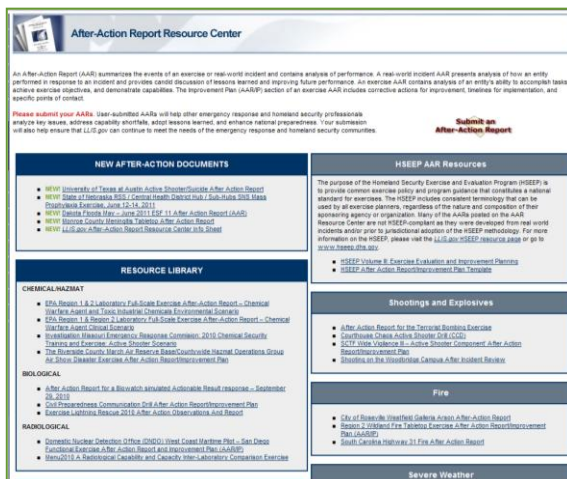 After-Action Report Resource Center
An After-Action Report (AAR) summarizes the events of an exercise or real-world incident and contains analysis of performance. A real-world incident AAR presents analysis of how an entity
performed in response to an incident and provides candid discussion of lessons learned and areas for future improvement. An exercise AAR contains analysis of an entity's ability to accomplish tasks,
achieve exercise objectives, and demonstrate capabilities. The Improvement Plan (AAR/IP) section of an exercise AAR includes corrective actions for improvement, timelines for implementation, and
specific points of contact.
Please submit your AARs. User-submitted AARs will help other emergency response and homeland security professionals
analyze key issues, address capability shortfalls, adopt lessons learned, and enhance national preparedness. Your submission
will also help ensure that LLIS.gov can continue to meet the needs of the emergency response and homeland security communities.
Submit an
After-Action Report
NEW AFTER-ACTION DOCUMENTS
NEW! University of Texas at Austin Active Shooter/Suicide After Action Report
NEW! State of Nebraska RSS / Central Health District Hub / Sub-Hubs SNS Mass
Prophylaxis Exercise, June 12-14, 2011
NEW! Dakota Floods May – June 2011 ESF 11 After Action Report (AAR)
NEW! Monroe County Meningitis Tabletop After Action Report
NEW! LLIS.gov After-Action Report Resource Center Info Sheet
RESOURCE LIBRARY
CHEMICAL/HAZMAT
EPA Region 1 & 2 Laboratory Full-Scale Exercise After-Action Report – Chemical
Warfare Agent and Toxic Industrial Chemicals Environmental Scenario
EPA Region 1 & Region 2 Laboratory Full-Scale Exercise After-Action Report – Chemical
Warfare Agent Clinical Scenario
Investigation Missouri Emergency Response Commission: 2010 Chemical Security
Training and Exercise: Active Shooter Scenario
The Riverside County March Air Reserve Base/Countywide Hazmat Operations Group
Air Show Disaster Exercise After Action Report/Improvement Plan
BIOLOGICAL
After Action Report for a Biowatch simulated Actionable Result response – September
29, 2010
Civil Preparedness Communication Drill After Action Report/Improvement Plan
Exercise Lightning Rescue 2010 After Action Observations And Report
RADIOLOGICAL
Domestic Nuclear Detection Office (DNDO) West Coast Maritime Pilot – San Diego
Functional Exercise After Action Report and Improvement Plan (AAR/IP)
Menu2010 A Radiological Capability and Capacity Inter-Laboratory Comparison Exercise
HSEEP AAR Resources
The purpose of the Homeland Security Exercise and Evaluation Program (HSEEP) is
to provide common exercise policy and program guidance that constitutes a national
standard for exercises. The HSEEP includes consistent terminology that can be
used by all exercise planners, regardless of the nature and composition of their
sponsoring agency or organization. Many of the AARs posted on the AAR
Resource Center are not HSEEP-compliant as they were developed from real world
incidents and/or prior to jurisdictional adoption of the HSEEP methodology. For more
information on the HSEEP, please visit the LLIS.gov HSEEP resource page or go to
www.hseep.dhs.gov.
HSEEP Volume III: Exercise Evaluation and Improvement Planning
HSEEP After Action Report/Improvement Plan Template
Shootings and Explosives
After Action Report for the Terrorist Bombing Exercise
Courthouse Chaos Active Shooter Drill (CCD)
SCTF Wide Vigilance III – Active Shooter Component' After Action
Report/Improvement Plan
Shooting on the Woodbridge Campus After Incident Review
Fire
City of Roseville Westfield Galleria Arson After-Action Report
Region 2 Wildland Fire Tabletop Exercise After Action Report/Improvement
Plan (AAR/IP)
South Carolina Highway 31 Fire After Action Report
Severe Weather